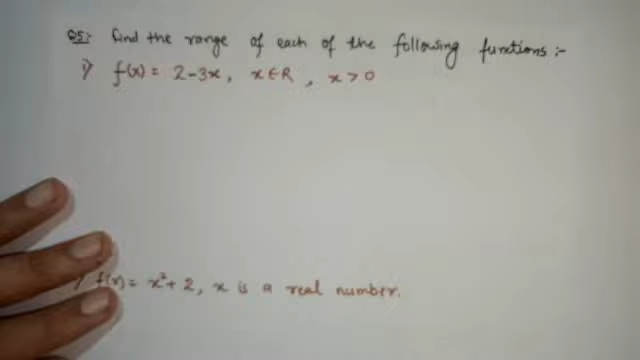 Q5:- find the range of each of the following functions :-
i) f(x) = 2-3x, x∈R, x>0
) f(x) = x²+2, x is a real number.